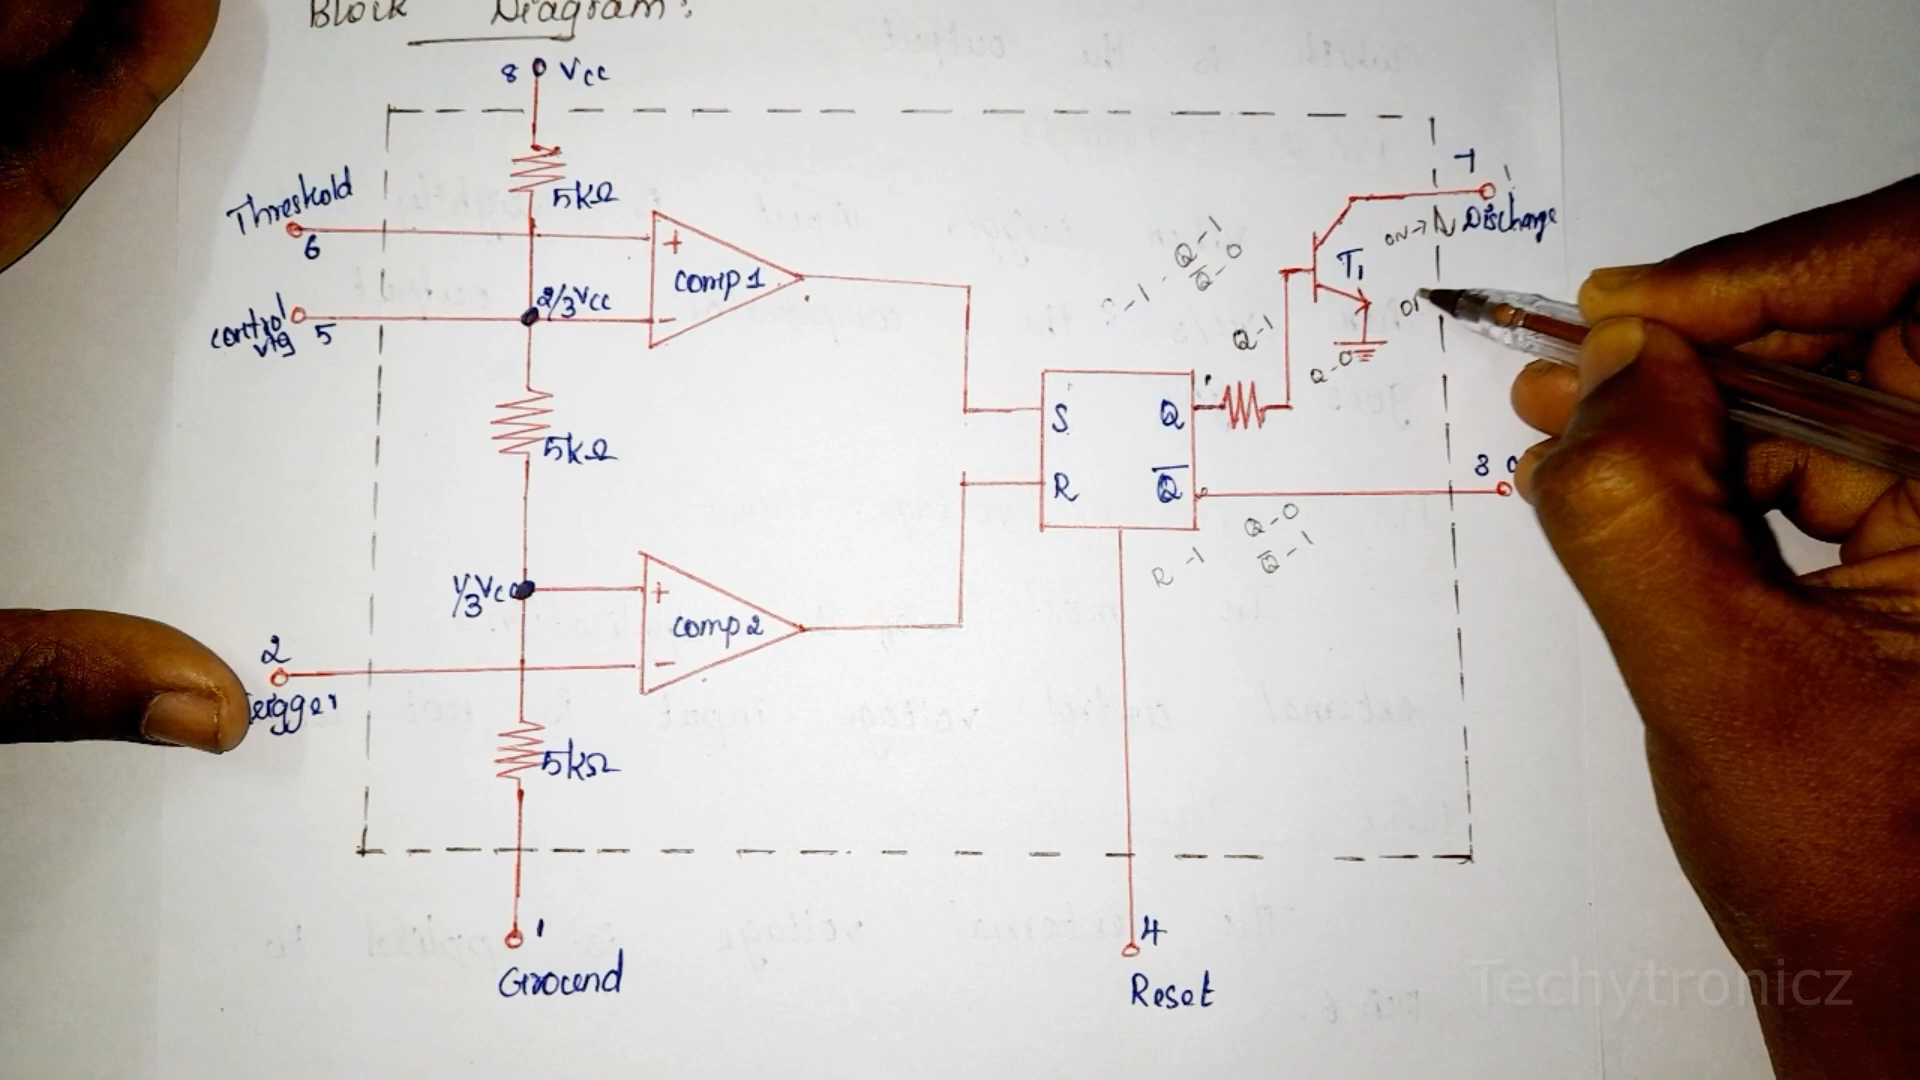 Block Diagram:
8 Vcc
5kΩ
Threshold
6
+
comp 1
-
2/3 Vcc
control
vtg 5
5kΩ
1/3 Vcc
+
comp 2
-
2
5kΩ
1
Ground
S Q
R Q̅
4
Reset
S-1 - Q-1
Q̅-0
Q-1
Q-0
R-1
Q-0
Q̅-1
T1
ON →
7
Discharge
Techytronicz